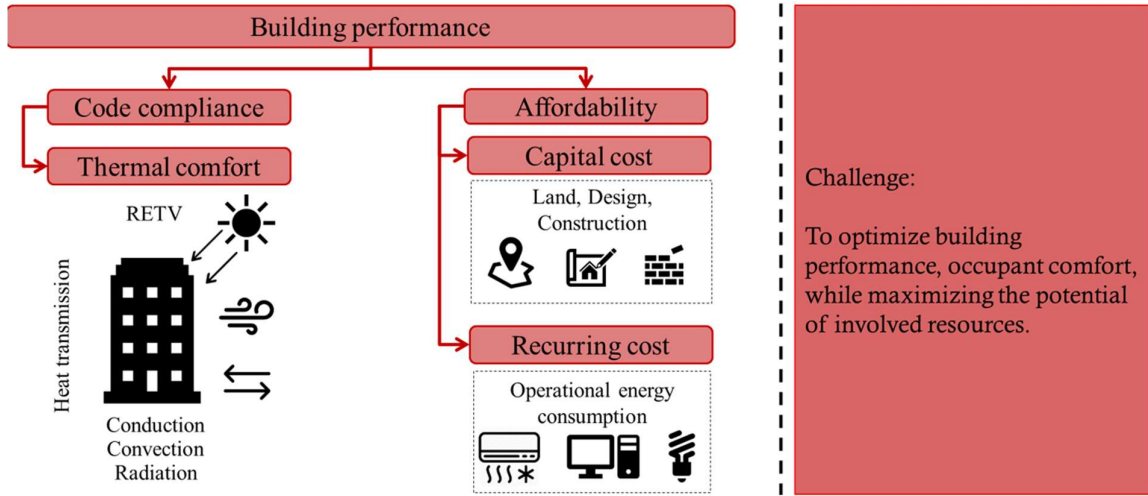 Building performance
Code compliance
Thermal comfort
RETV
Heat transmission
Conduction
Convection
Radiation
Affordability
Capital cost
Land, Design,
Construction
Recurring cost
Operational energy
consumption
Challenge:
To optimize building
performance, occupant comfort,
while maximizing the potential
of involved resources.